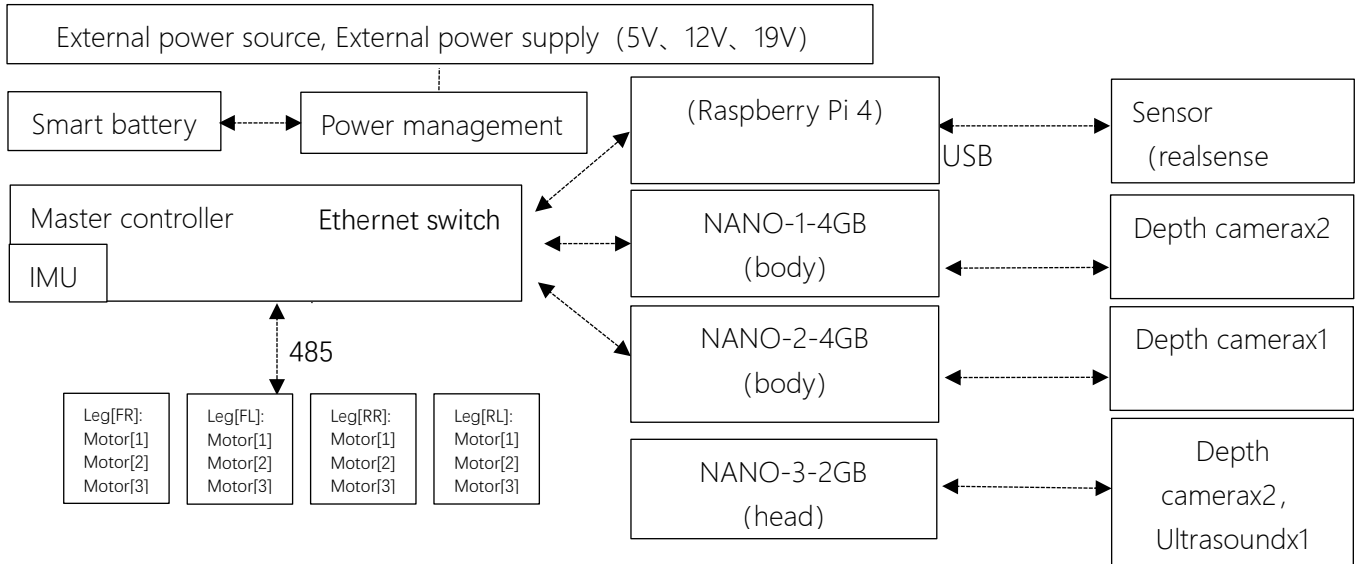 External power source, External power supply（5V、12V、19V）
Smart battery
Power management
(Raspberry Pi 4)
USB
Sensor
（realsense
Master controller
Ethernet switch
IMU
NANO-1-4GB
（body）
Depth camerax2
NANO-2-4GB
（body）
Depth camerax1
485
Leg[FR]:
Motor[1]
Motor[2]
Motor[3]
Leg[FL]:
Motor[1]
Motor[2]
Motor[3]
Leg[RR]:
Motor[1]
Motor[2]
Motor[3]
Leg[RL]:
Motor[1]
Motor[2]
Motor[3]
NANO-3-2GB
（head）
Depth
camerax2，
Ultrasoundx1